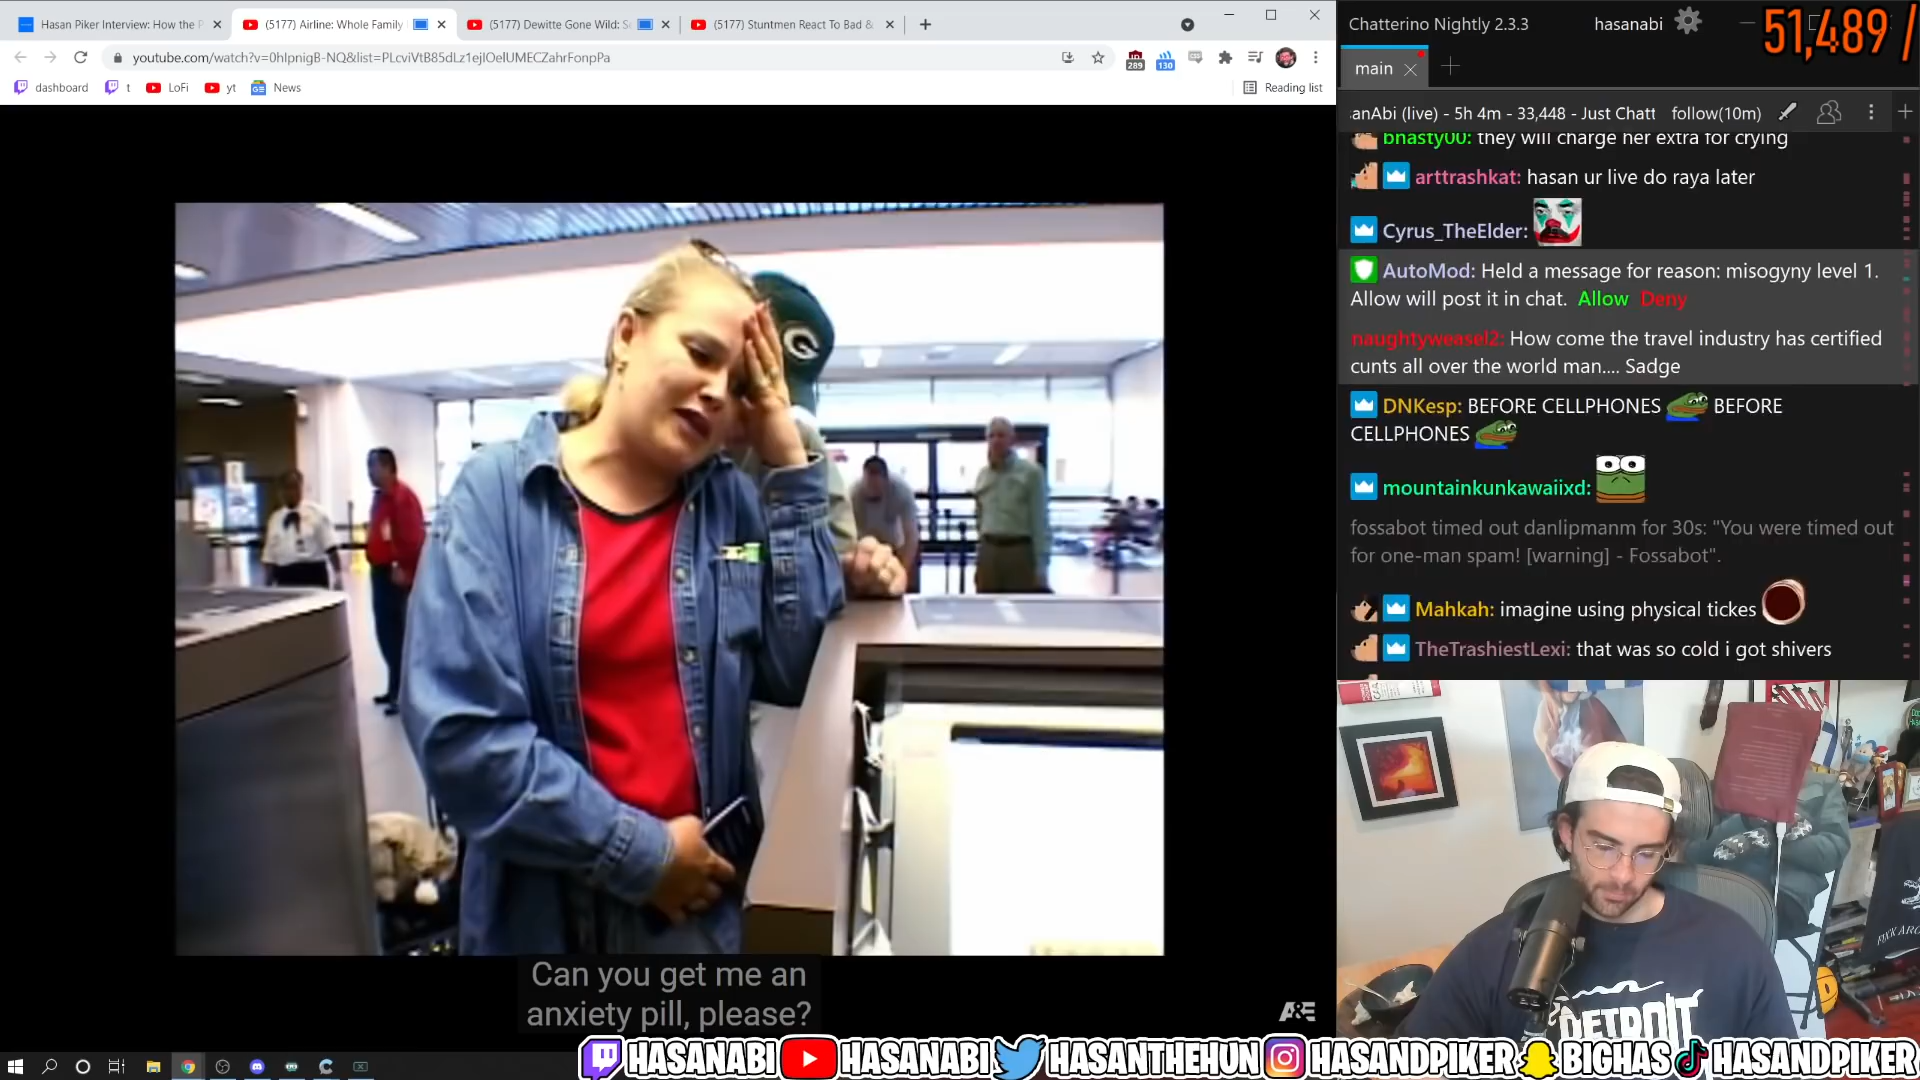 Hasan Piker Interview: How the P
(5177) Airline: Whole Family
(5177) Dewitte Gone Wild: S
(5177) Stuntmen React To Bad &
youtube.com/watch?v=0hIpnigB-NQ&list=PLcviVtB85dLz1ejIOelUMECZahrFonpPa
289
130
dashboard
t
LoFi
yt
News
Reading list
G
Can you get me an
anxiety pill, please?
A&E
Chatterino Nightly 2.3.3
hasanabi
51,489 /
main
anAbi (live) - 5h 4m - 33,448 - Just Chatt
follow(10m)
bnasty00: they will charge her extra for crying
arttrashkat: hasan ur live do raya later
Cyrus_TheElder:
AutoMod: Held a message for reason: misogyny level 1.
Allow will post it in chat. Allow Deny
naughtyweasel2: How come the travel industry has certified
cunts all over the world man.... Sadge
DNKesp: BEFORE CELLPHONES BEFORE
CELLPHONES
mountainkunkawaiixd:
fossabot timed out danlipmanm for 30s: "You were timed out
for one-man spam! [warning] - Fossabot".
Mahkah: imagine using physical tickes
TheTrashiestLexi: that was so cold i got shivers
DETROIT
HASANABI
HASANABI
HASANTHEHUN
HASANDPIKER
BIGHAS
HASANDPIKER